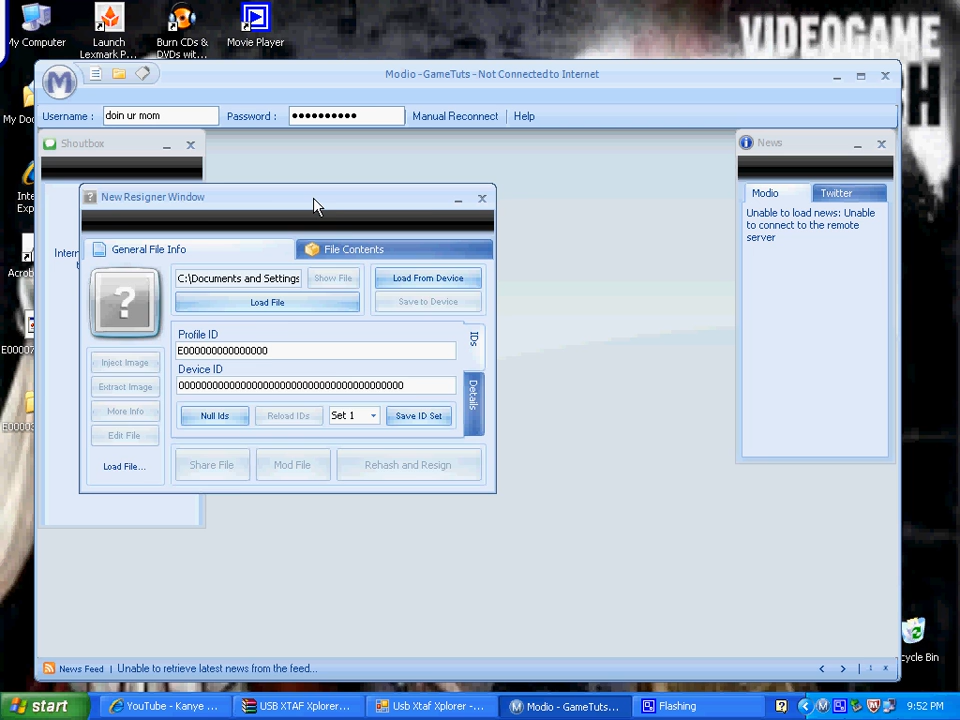 My Computer
Launch
Lexmark P...
Burn CDs &
DVDs wit...
Movie Player
VIDEOGAME
M
Modio - GameTuts - Not Connected to Internet
Username :
doin ur mom
Password :
••••••••••
Manual Reconnect
Help
My Doc
Shoutbox
News
Modio
Twitter
Unable to load news: Unable
to connect to the remote
server
Inte
Exp
Intern
t
New Resigner Window
General File Info
File Contents
C:\Documents and Settings
Show File
Load From Device
Load File
Save to Device
?
Profile ID
E000000000000000
Device ID
0000000000000000000000000000000000000000
IDs
Details
Inject Image
Extract Image
More Info
Edit File
Load File...
Null Ids
Reload IDs
Set 1
Save ID Set
Share File
Mod File
Rehash and Resign
Acrob
E00007
E00003
News Feed
Unable to retrieve latest news from the feed...
cycle Bin
start
YouTube - Kanye ...
USB XTAF Xplorer...
Usb Xtaf Xplorer -...
Modio - GameTuts...
Flashing
9:52 PM